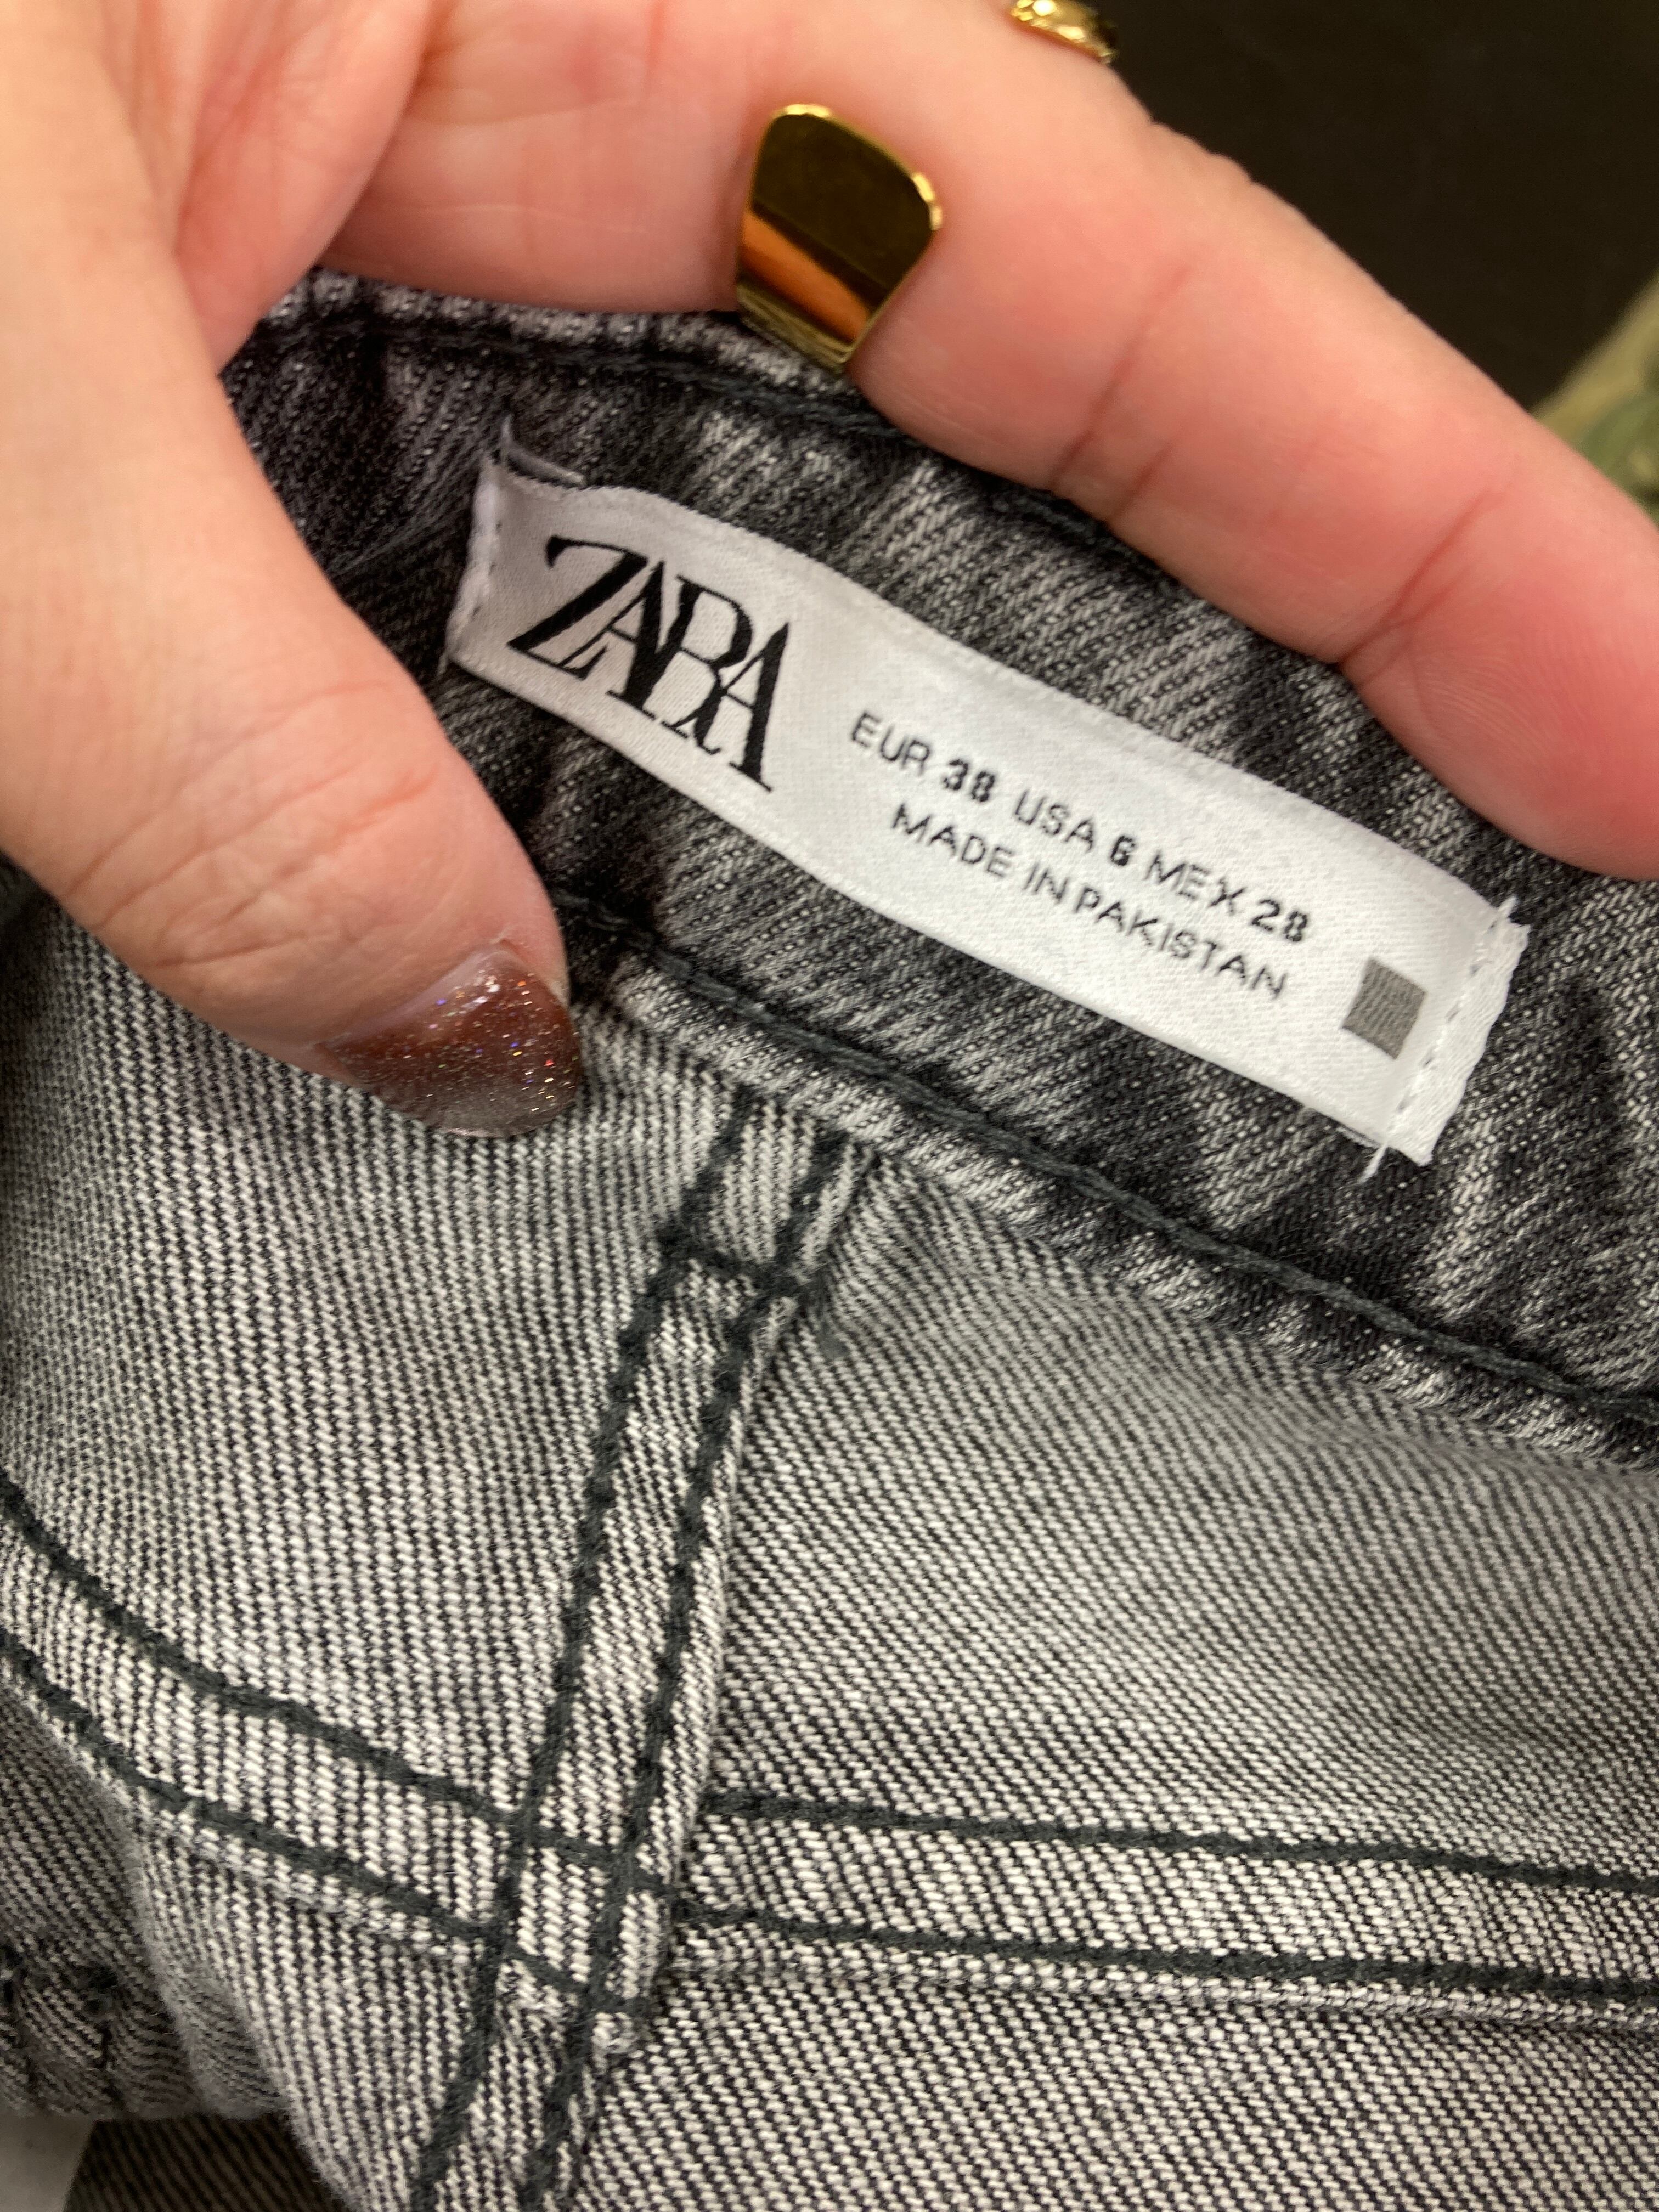 ZARA
EUR 38 USA 6 MEX 28
MADE IN PAKISTAN